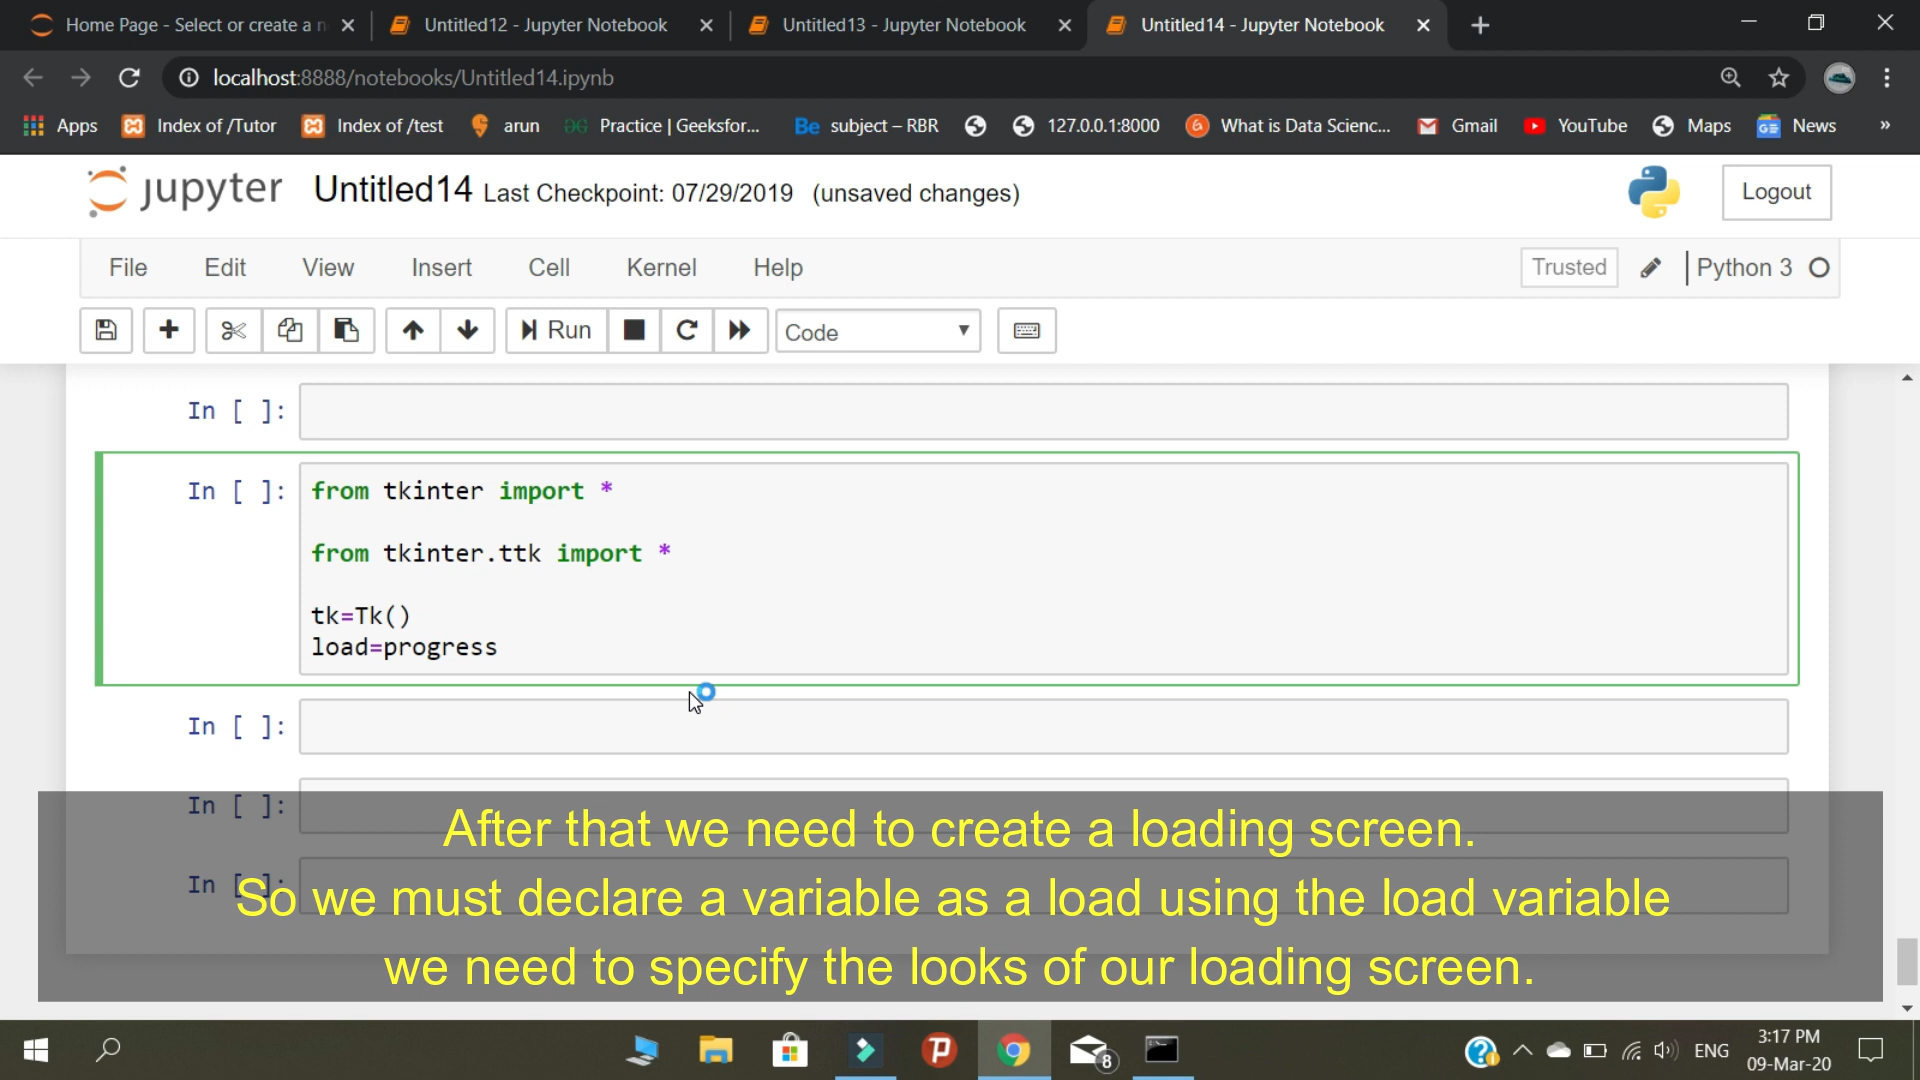 Home Page - Select or create a n
Untitled12 - Jupyter Notebook
Untitled13 - Jupyter Notebook
Untitled14 - Jupyter Notebook
localhost:8888/notebooks/Untitled14.ipynb
Apps
Index of /Tutor
Index of /test
arun
Practice | Geeksfor...
Be subject – RBR
127.0.0.1:8000
What is Data Scienc...
Gmail
YouTube
Maps
News
»
jupyter Untitled14 Last Checkpoint: 07/29/2019 (unsaved changes)
Logout
File Edit View Insert Cell Kernel Help
Trusted
Python 3
Run
Code
In [ ]:
In [ ]: from tkinter import *
from tkinter.ttk import *
tk=Tk()
load=progress
In [ ]:
In [ ]:
In [ ]:
After that we need to create a loading screen.
So we must declare a variable as a load using the load variable
we need to specify the looks of our loading screen.
8
ENG
3:17 PM
09-Mar-20